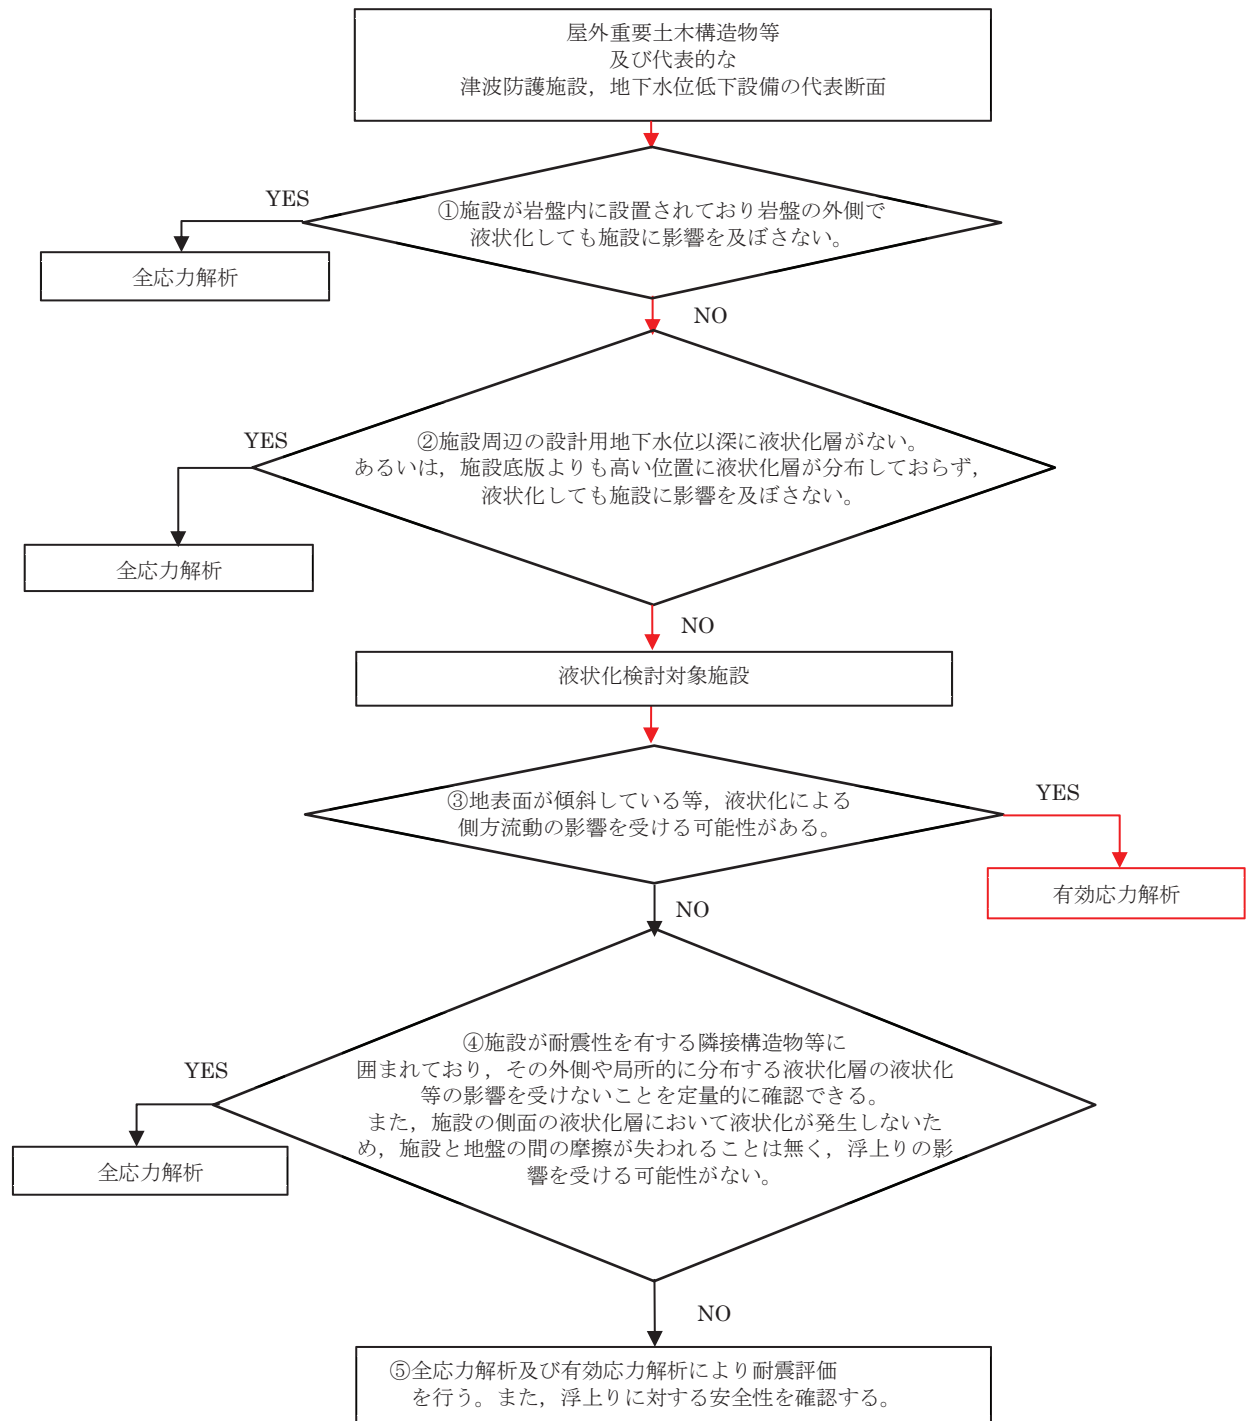 屋外重要土木構造物等
及び代表的な
津波防護施設，地下水位低下設備の代表断面
YES
①施設が岩盤内に設置されており岩盤の外側で
液状化しても施設に影響を及ぼさない。
全応力解析
NO
YES
②施設周辺の設計用地下水位以深に液状化層がない。
あるいは，施設底版よりも高い位置に液状化層が分布しておらず，
液状化しても施設に影響を及ぼさない。
全応力解析
NO
液状化検討対象施設
③地表面が傾斜している等，液状化による
側方流動の影響を受ける可能性がある。
YES
有効応力解析
NO
④施設が耐震性を有する隣接構造物等に
囲まれており，その外側や局所的に分布する液状化層の液状化
等の影響を受けないことを定量的に確認できる。
また，施設の側面の液状化層において液状化が発生しないた
め，施設と地盤の間の摩擦が失われることは無く，浮上りの影
響を受ける可能性がない。
YES
全応力解析
NO
⑤全応力解析及び有効応力解析により耐震評価
を行う。また，浮上りに対する安全性を確認する。